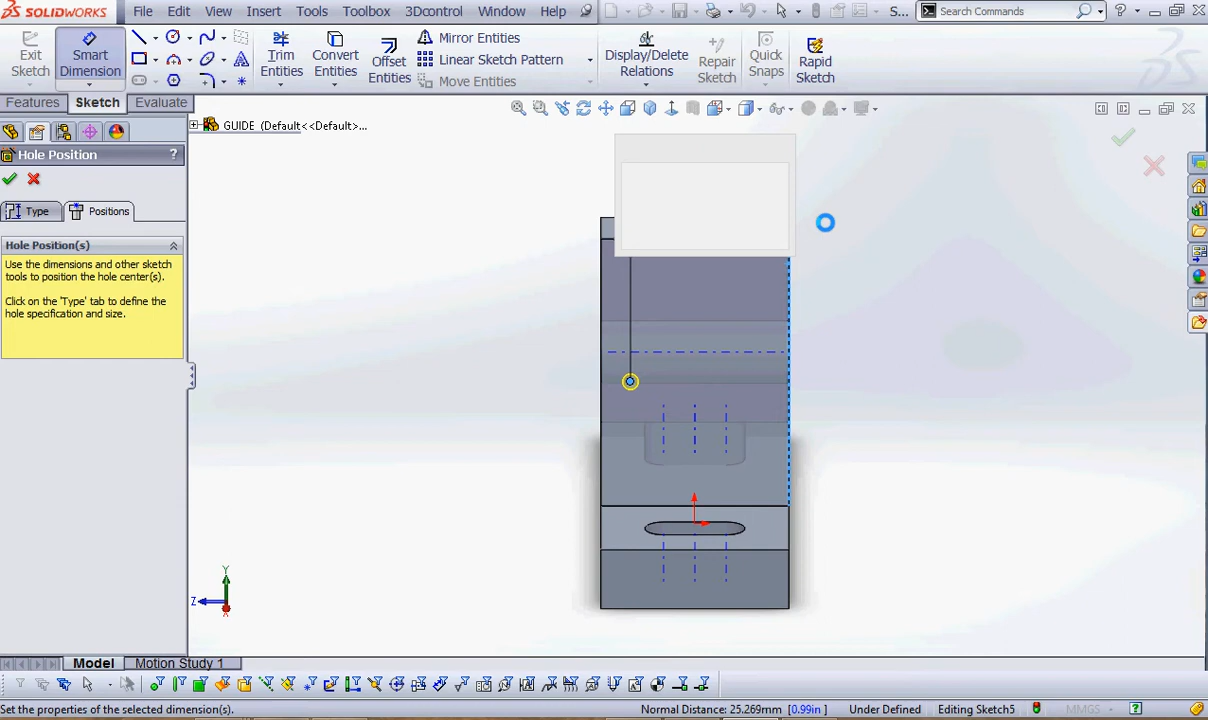 SOLIDWORKS File Edit View Insert Tools Toolbox 3Dcontrol Window Help S... Search Commands
Exit Sketch
Smart Dimension
Trim Entities
Convert Entities
Offset Entities
Mirror Entities
Linear Sketch Pattern
Move Entities
Display/Delete Relations
Repair Sketch
Quick Snaps
Rapid Sketch
Features Sketch Evaluate
GUIDE (Default<<Default>...
Hole Position ?
Type Positions
Hole Position(s)
Use the dimensions and other sketch
tools to position the hole center(s).
Click on the 'Type' tab to define the
hole specification and size.
Y
Z
X
Model Motion Study 1
Set the properties of the selected dimension(s). Normal Distance: 25.269mm [0.99in] Under Defined Editing Sketch5 MMGS